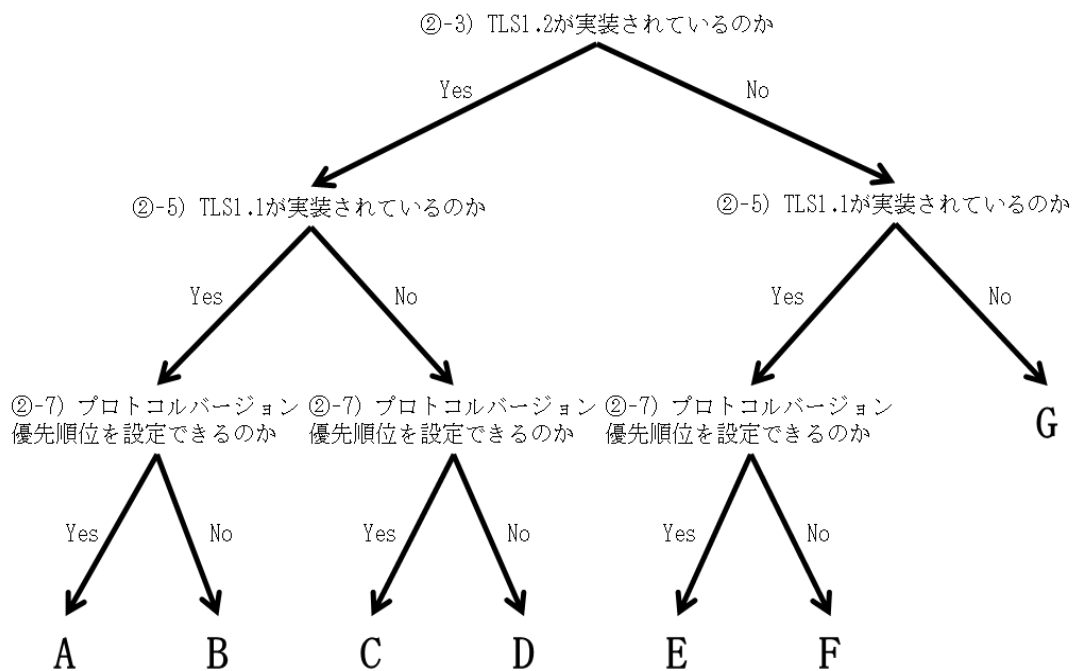 ②-3) TLS1.2が実装されているのか
Yes
No
②-5) TLS1.1が実装されているのか
②-5) TLS1.1が実装されているのか
Yes
No
Yes
No
②-7) プロトコルバージョン
優先順位を設定できるのか
②-7) プロトコルバージョン
優先順位を設定できるのか
②-7) プロトコルバージョン
優先順位を設定できるのか
G
Yes
No
Yes
No
Yes
No
A
B
C
D
E
F